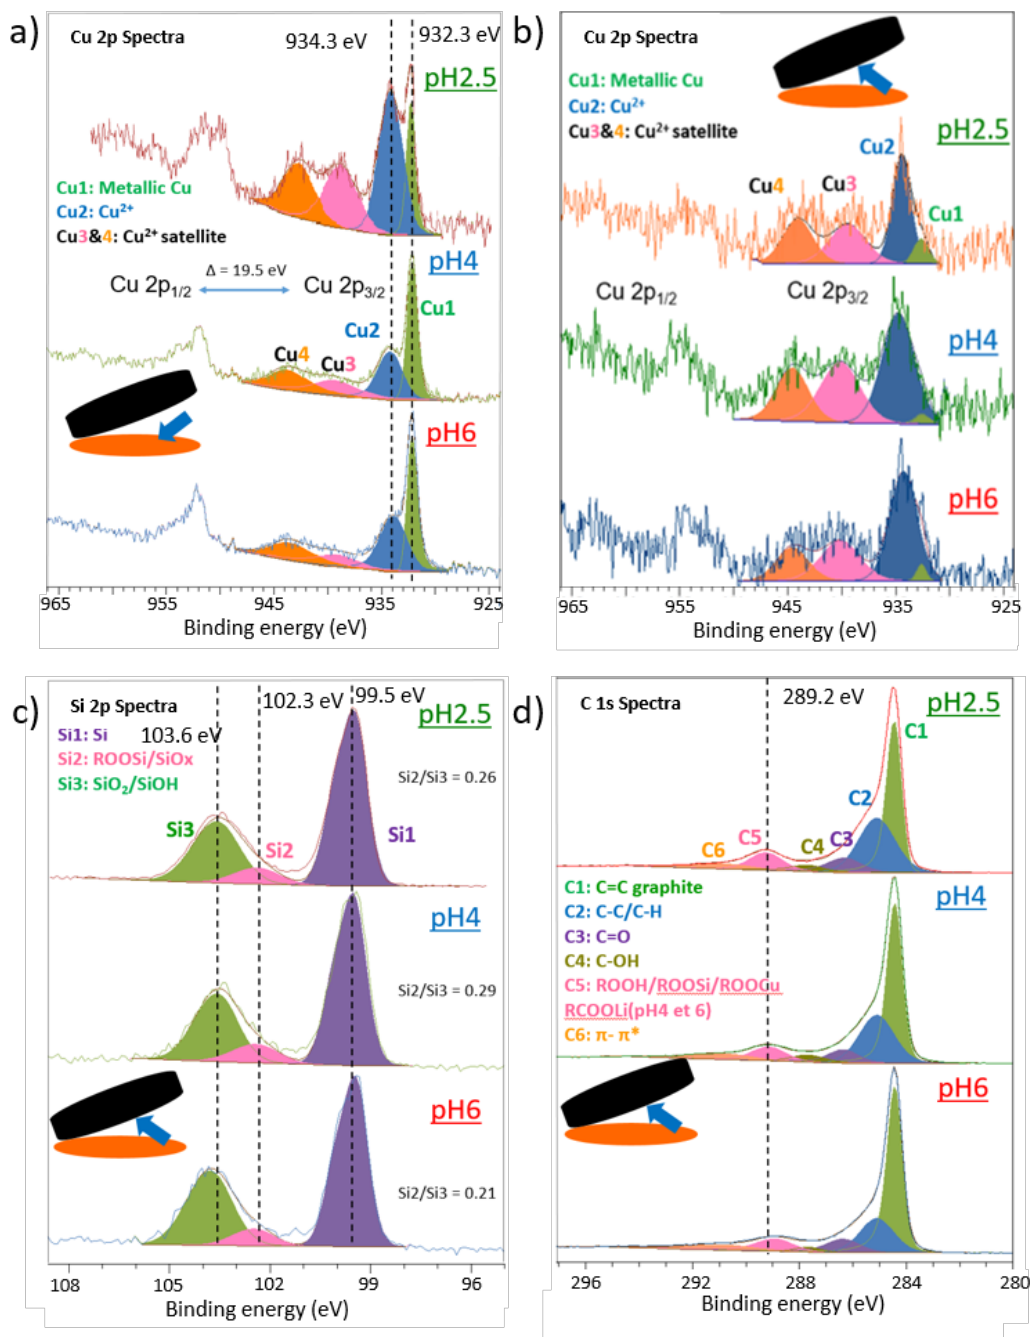 a)
Cu 2p Spectra
934.3 eV
932.3 eV
pH2.5
Cu1: Metallic Cu
Cu2: Cu²⁺
Cu3&4: Cu²⁺ satellite
pH4
Δ = 19.5 eV
Cu 2p₁/₂
Cu 2p₃/₂
Cu1
Cu2
Cu4
Cu3
pH6
965
955
945
935
925
Binding energy (eV)
b)
Cu 2p Spectra
Cu1: Metallic Cu
Cu2: Cu²⁺
Cu3&4: Cu²⁺ satellite
pH2.5
Cu2
Cu4
Cu3
Cu1
Cu 2p₁/₂
Cu 2p₃/₂
pH4
pH6
965
955
945
935
925
Binding energy (eV)
c)
Si 2p Spectra
102.3 eV
99.5 eV
103.6 eV
pH2.5
Si1: Si
Si2: ROOSi/SiOx
Si3: SiO₂/SiOH
Si2/Si3 = 0.26
Si3
Si2
Si1
pH4
Si2/Si3 = 0.29
pH6
Si2/Si3 = 0.21
108
105
102
99
96
Binding energy (eV)
d)
C 1s Spectra
289.2 eV
pH2.5
C1
C2
C3
C4
C5
C6
C1: C=C graphite
C2: C-C/C-H
C3: C=O
C4: C-OH
C5: ROOH/ROOSi/ROOCu
RCOOLi(pH4 et 6)
C6: π- π*
pH4
pH6
296
292
288
284
280
Binding energy (eV)